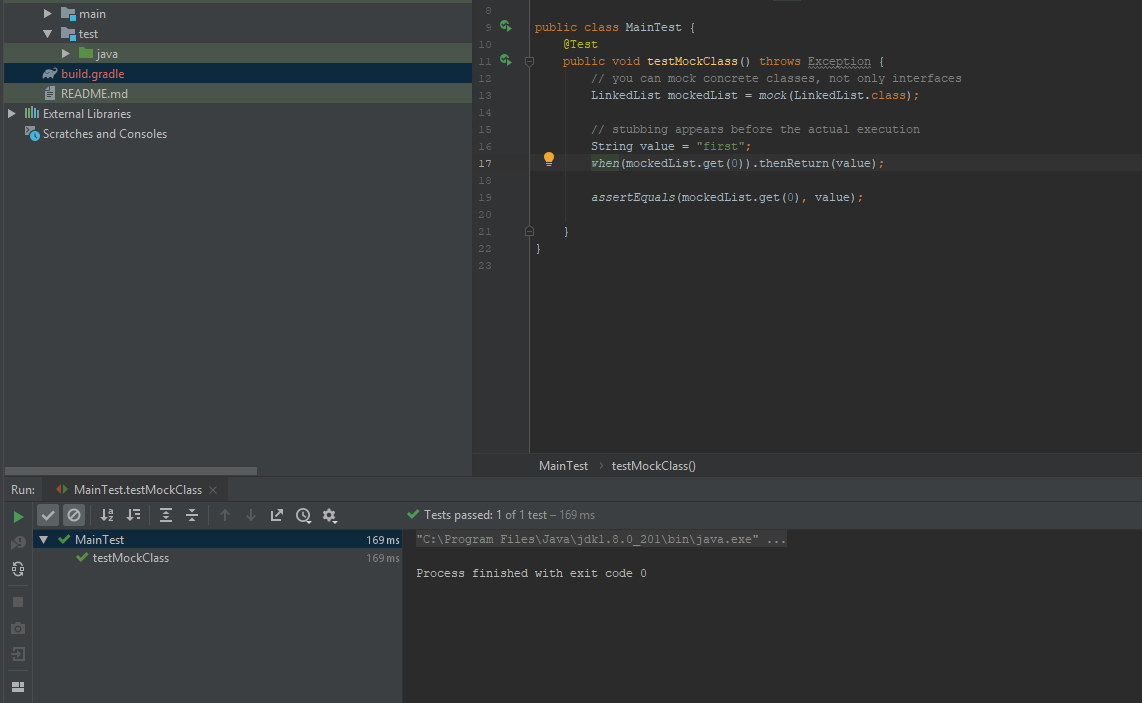 main
test
java
build.gradle
README.md
External Libraries
Scratches and Consoles
8
9 public class MainTest {
10 @Test
11 public void testMockClass() throws Exception {
12 // you can mock concrete classes, not only interfaces
13 LinkedList mockedList = mock(LinkedList.class);
14
15 // stubbing appears before the actual execution
16 String value = "first";
17 when(mockedList.get(0)).thenReturn(value);
18
19 assertEquals(mockedList.get(0), value);
20
21 }
22 }
23
MainTest > testMockClass()
Run: MainTest.testMockClass
Tests passed: 1 of 1 test – 169 ms
MainTest 169 ms
testMockClass 169 ms
"C:\Program Files\Java\jdk1.8.0_201\bin\java.exe" ...
Process finished with exit code 0